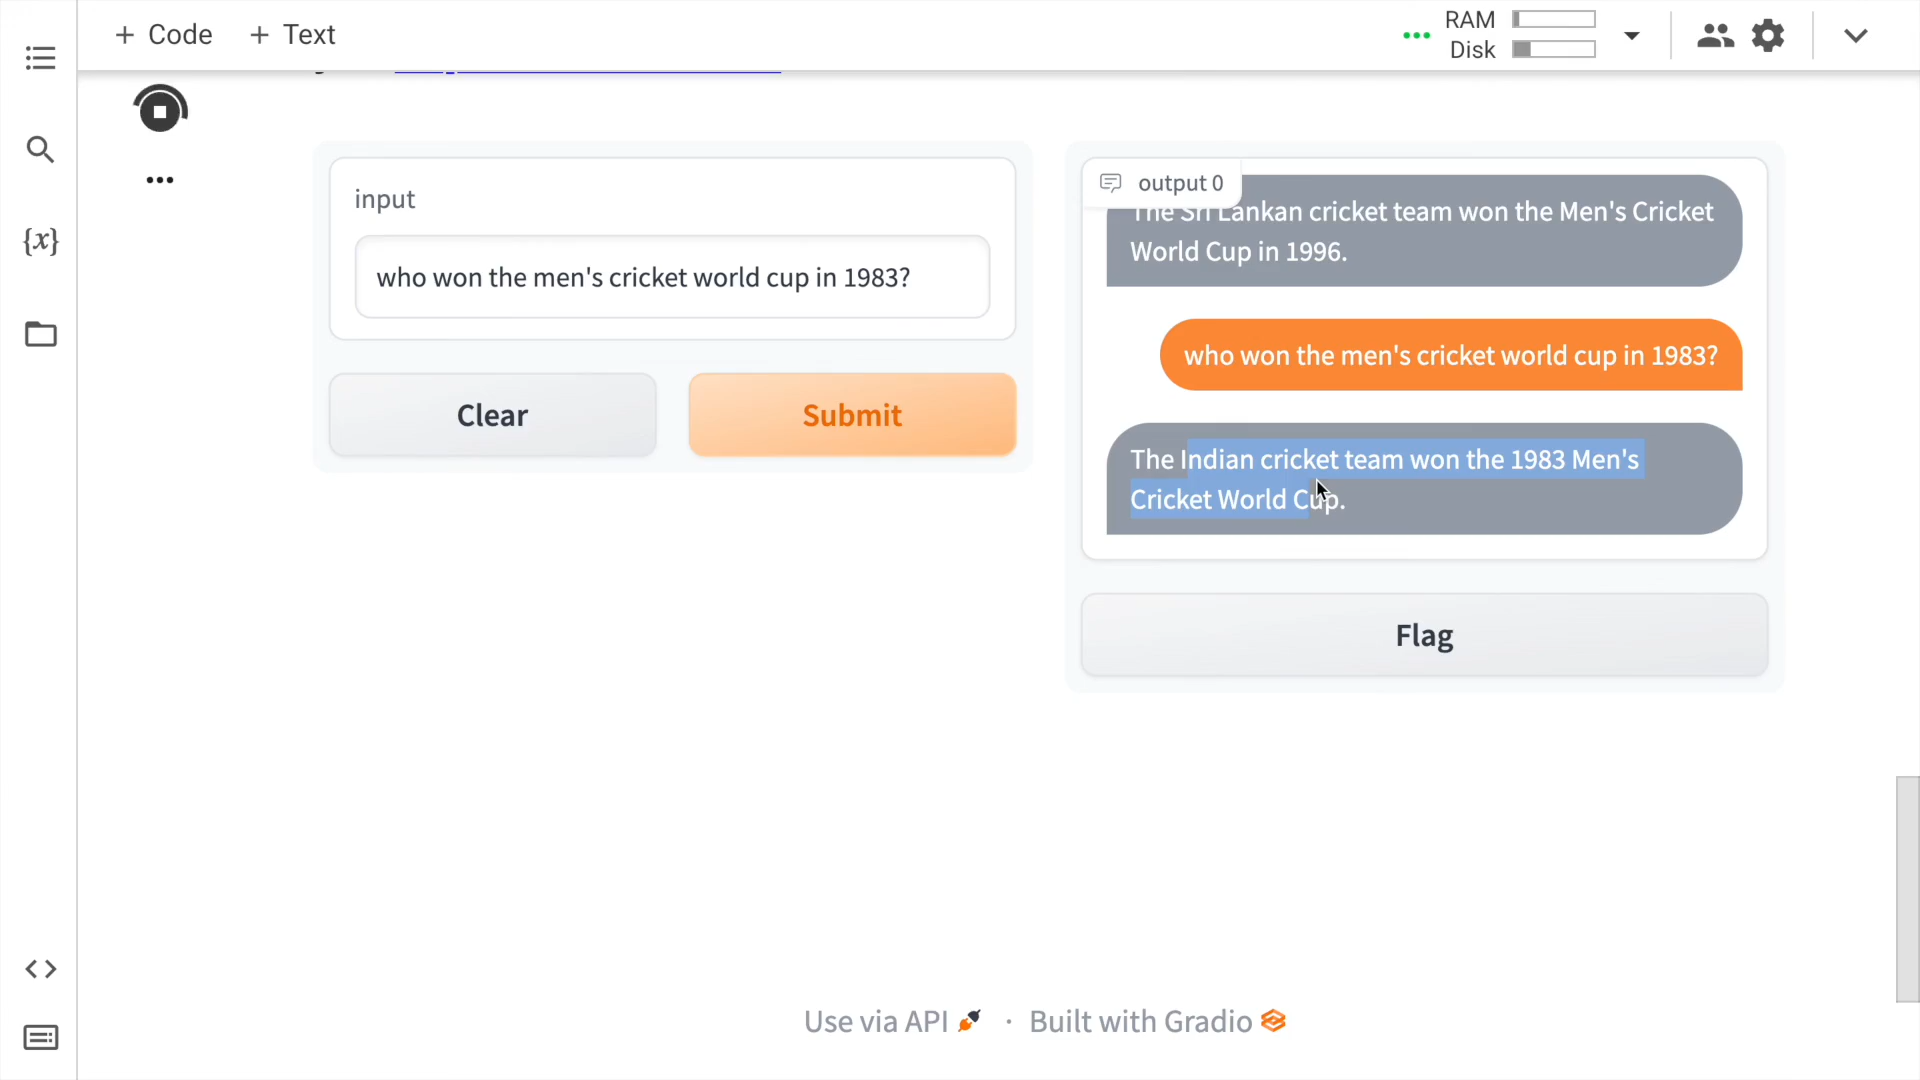 + Code + Text
RAM
Disk
{x}
input
who won the men's cricket world cup in 1983?
Clear
Submit
output 0
The Sri Lankan cricket team won the Men's Cricket
World Cup in 1996.
who won the men's cricket world cup in 1983?
The Indian cricket team won the 1983 Men's
Cricket World Cup.
Flag
Use via API · Built with Gradio